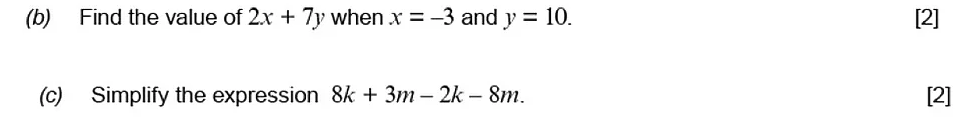 (b) Find the value of 2x + 7y when x = –3 and y = 10. [2]
(c) Simplify the expression 8k + 3m – 2k – 8m. [2]